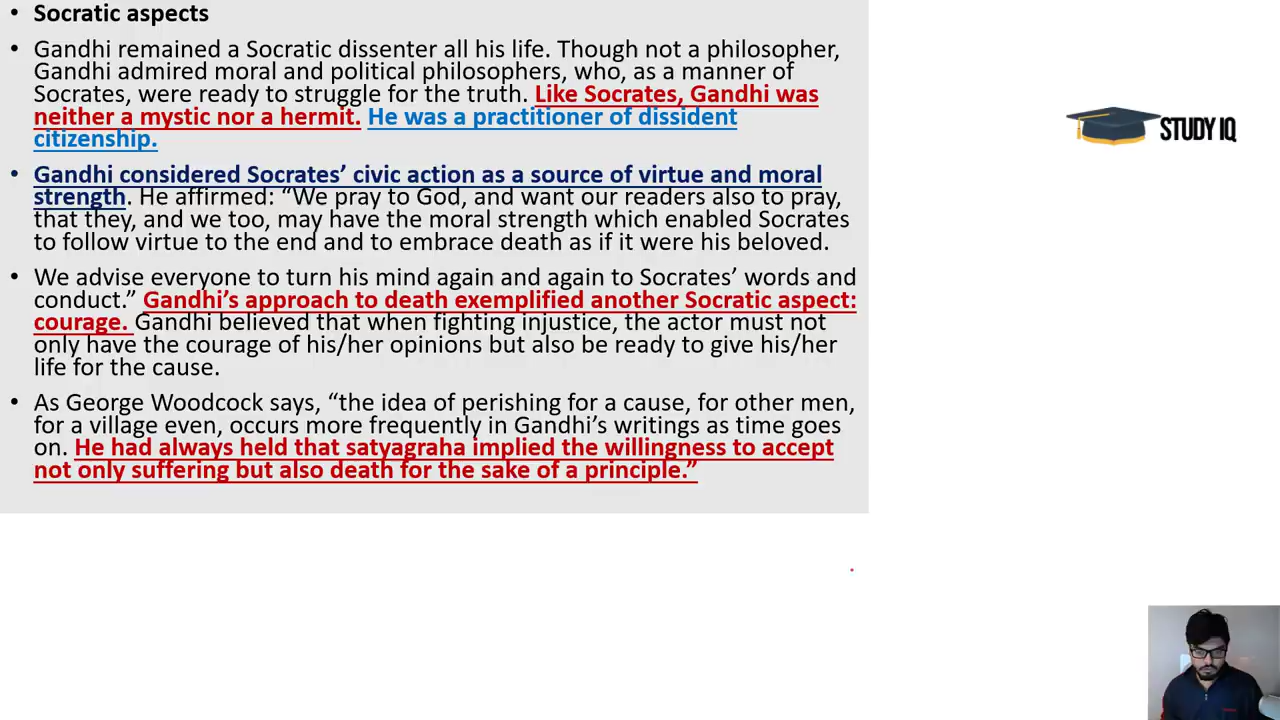 • Socratic aspects
• Gandhi remained a Socratic dissenter all his life. Though not a philosopher,
Gandhi admired moral and political philosophers, who, as a manner of
Socrates, were ready to struggle for the truth. Like Socrates, Gandhi was
neither a mystic nor a hermit. He was a practitioner of dissident
citizenship.
• Gandhi considered Socrates’ civic action as a source of virtue and moral
strength. He affirmed: “We pray to God, and want our readers also to pray,
that they, and we too, may have the moral strength which enabled Socrates
to follow virtue to the end and to embrace death as if it were his beloved.
• We advise everyone to turn his mind again and again to Socrates’ words and
conduct.” Gandhi’s approach to death exemplified another Socratic aspect:
courage. Gandhi believed that when fighting injustice, the actor must not
only have the courage of his/her opinions but also be ready to give his/her
life for the cause.
• As George Woodcock says, “the idea of perishing for a cause, for other men,
for a village even, occurs more frequently in Gandhi’s writings as time goes
on. He had always held that satyagraha implied the willingness to accept
not only suffering but also death for the sake of a principle.”
STUDY IQ